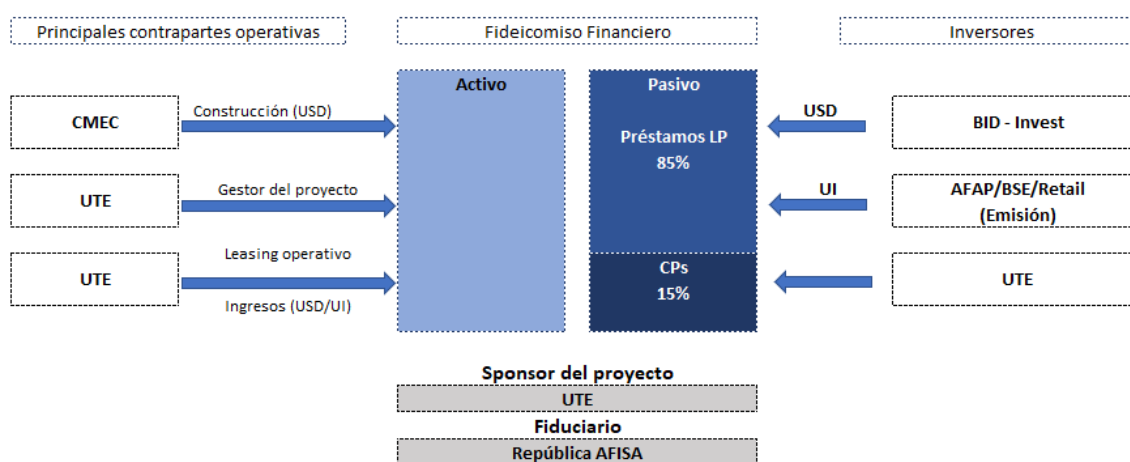 Principales contrapartes operativas
Fideicomiso Financiero
Inversores
CMEC
Construcción (USD)
UTE
Gestor del proyecto
UTE
Leasing operativo
Ingresos (USD/UI)
Activo
Pasivo
Préstamos LP
85%
CPs
15%
USD
BID - Invest
UI
AFAP/BSE/Retail
(Emisión)
UTE
Sponsor del proyecto
UTE
Fiduciario
República AFISA